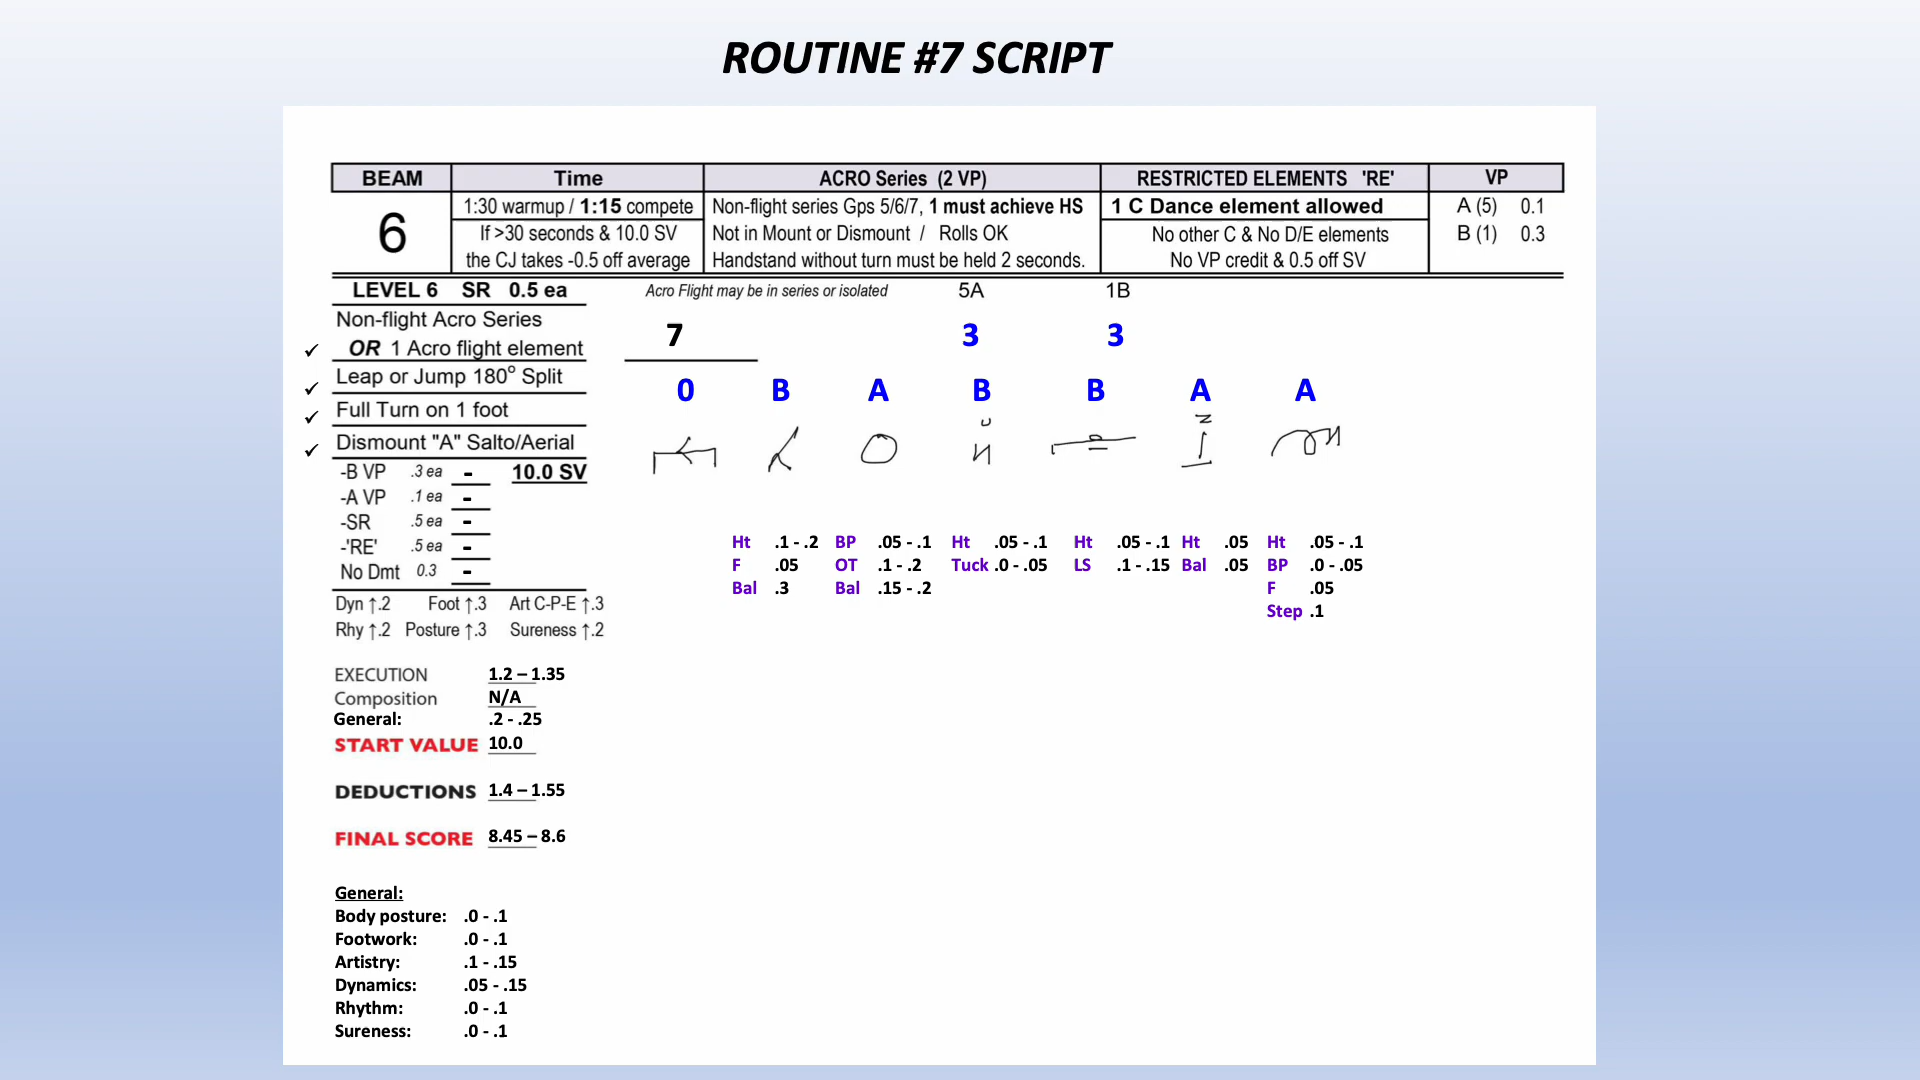 ROUTINE #7 SCRIPT
BEAM Time ACRO Series (2 VP) RESTRICTED ELEMENTS 'RE' VP
6
1:30 warmup / 1:15 compete Non-flight series Gps 5/6/7, 1 must achieve HS 1 C Dance element allowed A (5) 0.1
If >30 seconds & 10.0 SV Not in Mount or Dismount / Rolls OK No other C & No D/E elements B (1) 0.3
the CJ takes -0.5 off average Handstand without turn must be held 2 seconds. No VP credit & 0.5 off SV
LEVEL 6 SR 0.5 ea Acro Flight may be in series or isolated 5A 1B
Non-flight Acro Series
7 3 3
✓ OR 1 Acro flight element
✓ Leap or Jump 180° Split
0 B A B B A A
✓ Full Turn on 1 foot
✓ Dismount "A" Salto/Aerial
-B VP .3 ea - 10.0 SV
-A VP .1 ea -
-SR .5 ea -
-'RE' .5 ea -
No Dmt 0.3 -
Ht .1 - .2 BP .05 - .1 Ht .05 - .1 Ht .05 - .1 Ht .05 Ht .05 - .1
F .05 OT .1 - .2 Tuck .0 - .05 LS .1 - .15 Bal .05 BP .0 - .05
Bal .3 Bal .15 - .2 F .05
Step .1
Dyn ↑.2 Foot ↑.3 Art C-P-E ↑.3
Rhy ↑.2 Posture ↑.3 Sureness ↑.2
EXECUTION 1.2 – 1.35
Composition N/A
General: .2 - .25
START VALUE 10.0
DEDUCTIONS 1.4 – 1.55
FINAL SCORE 8.45 – 8.6
General:
Body posture: .0 - .1
Footwork: .0 - .1
Artistry: .1 - .15
Dynamics: .05 - .15
Rhythm: .0 - .1
Sureness: .0 - .1